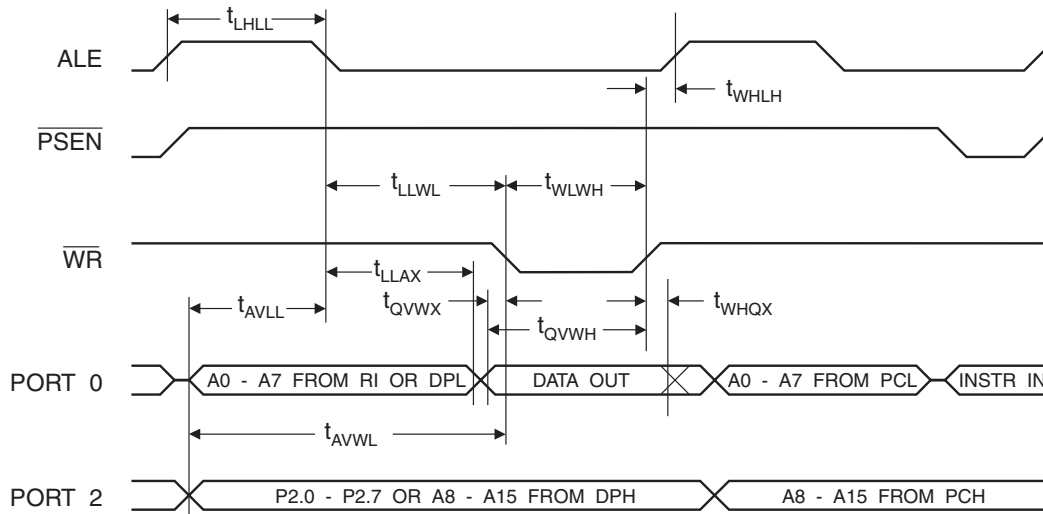 tLHLL
ALE
tWHLH
PSEN
tLLWL
tWLWH
WR
tLLAX
tQVWX
tWHQX
tAVLL
tQVWH
PORT 0
A0 - A7 FROM RI OR DPL
DATA OUT
A0 - A7 FROM PCL
INSTR IN
tAVWL
PORT 2
P2.0 - P2.7 OR A8 - A15 FROM DPH
A8 - A15 FROM PCH